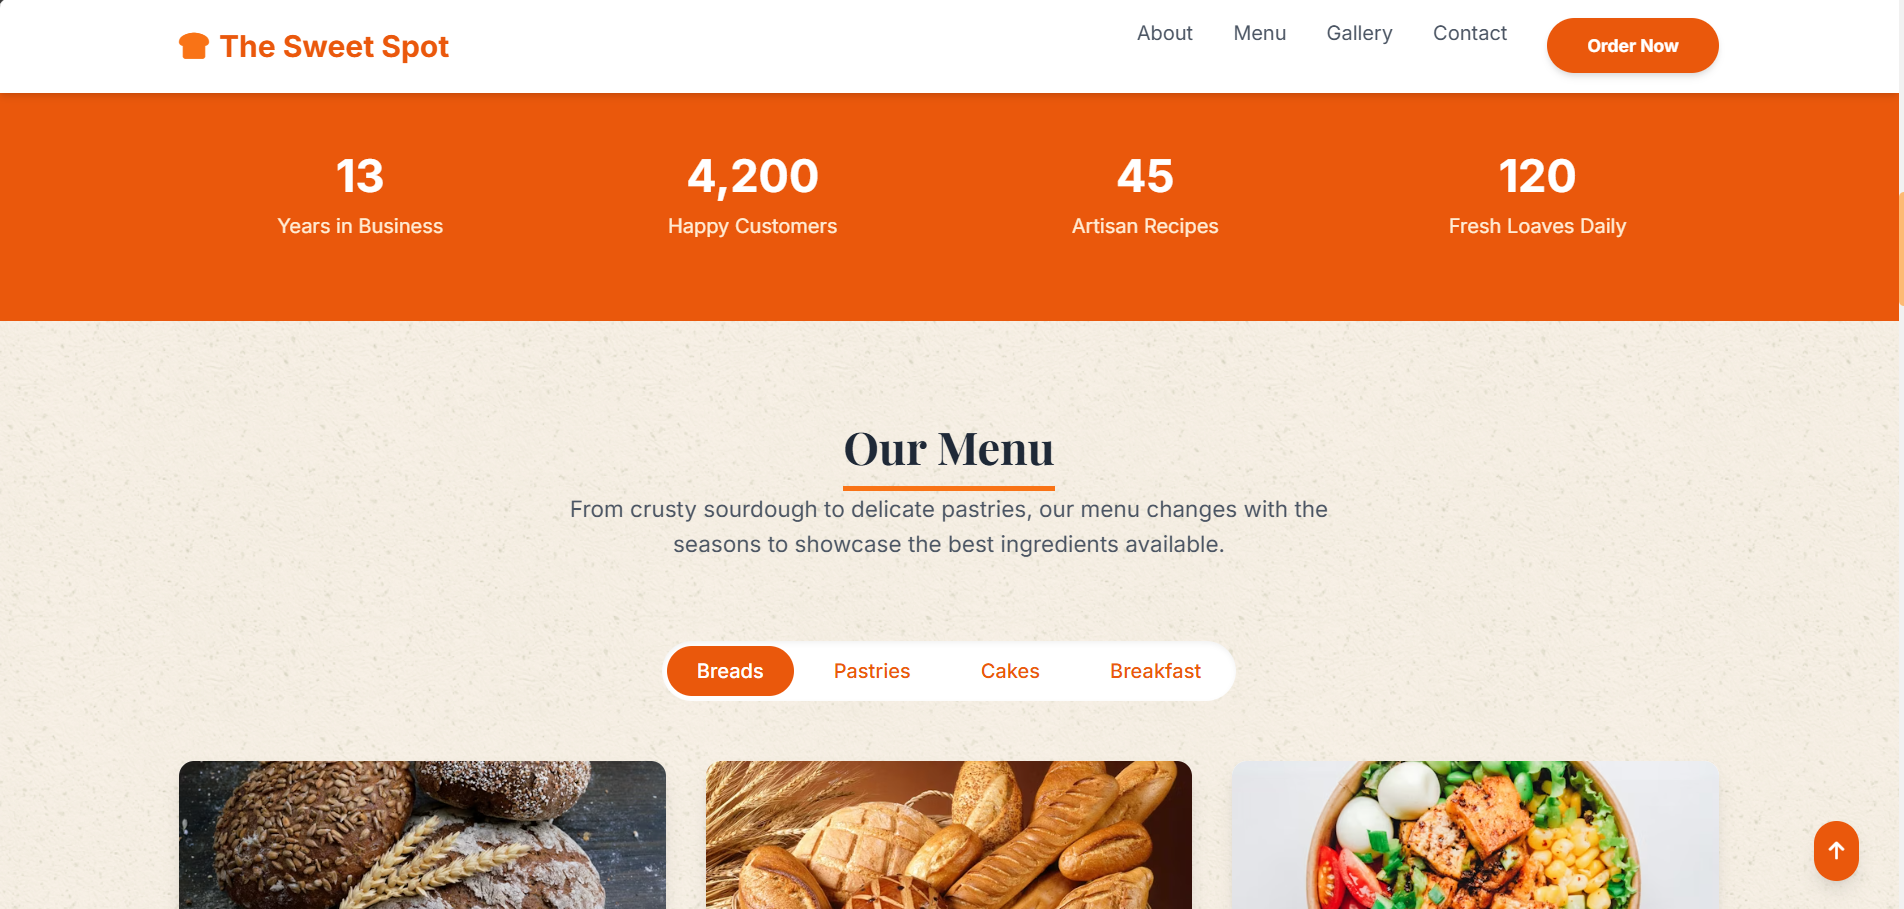 The Sweet Spot
About
Menu
Gallery
Contact
Order Now
13
Years in Business
4,200
Happy Customers
45
Artisan Recipes
120
Fresh Loaves Daily
Our Menu
From crusty sourdough to delicate pastries, our menu changes with the
seasons to showcase the best ingredients available.
Breads
Pastries
Cakes
Breakfast